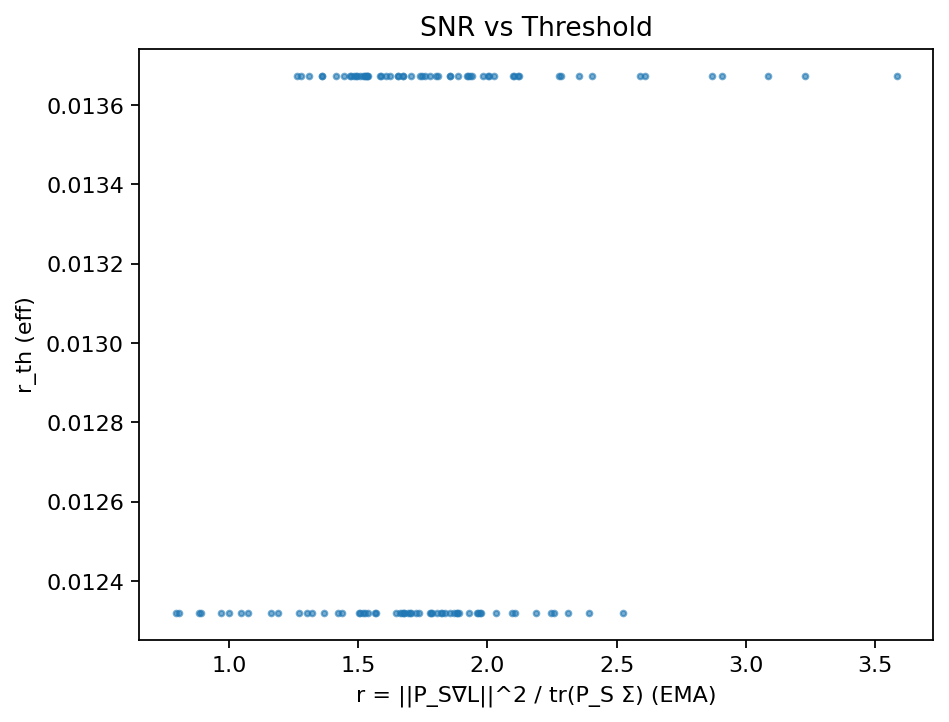 SNR vs Threshold
r_th (eff)
0.0136
0.0134
0.0132
0.0130
0.0128
0.0126
0.0124
1.0 1.5 2.0 2.5 3.0 3.5
r = ||P_S∇L||^2 / tr(P_S Σ) (EMA)